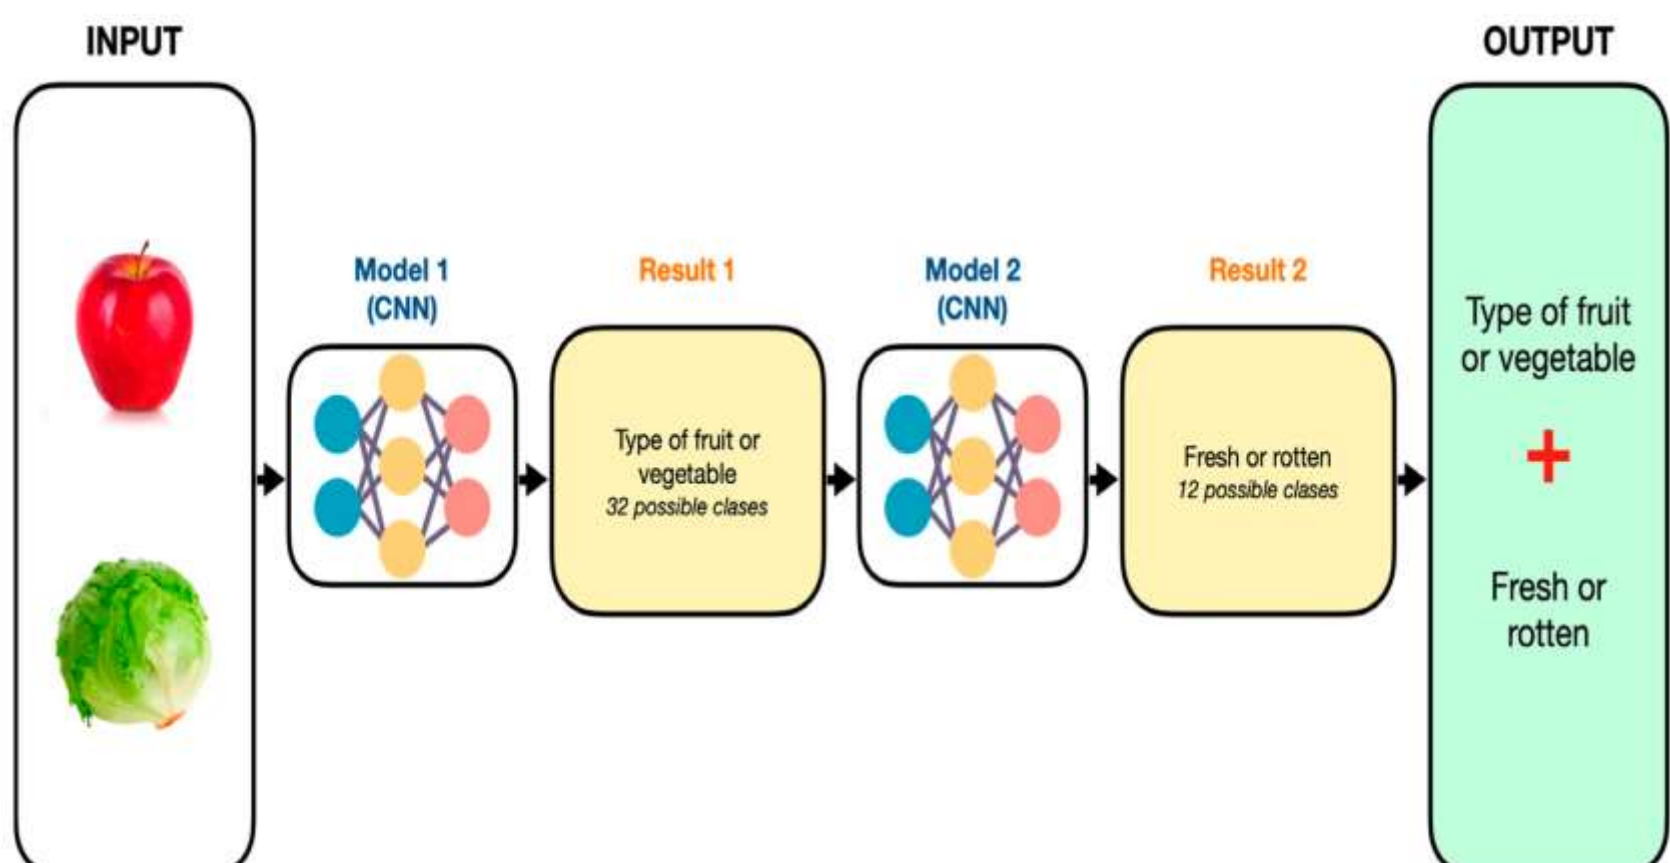 INPUT
OUTPUT
Model 1
(CNN)
Result 1
Model 2
(CNN)
Result 2
Type of fruit or
vegetable
32 possible clases
Fresh or rotten
12 possible clases
Type of fruit
or vegetable
+
Fresh or
rotten